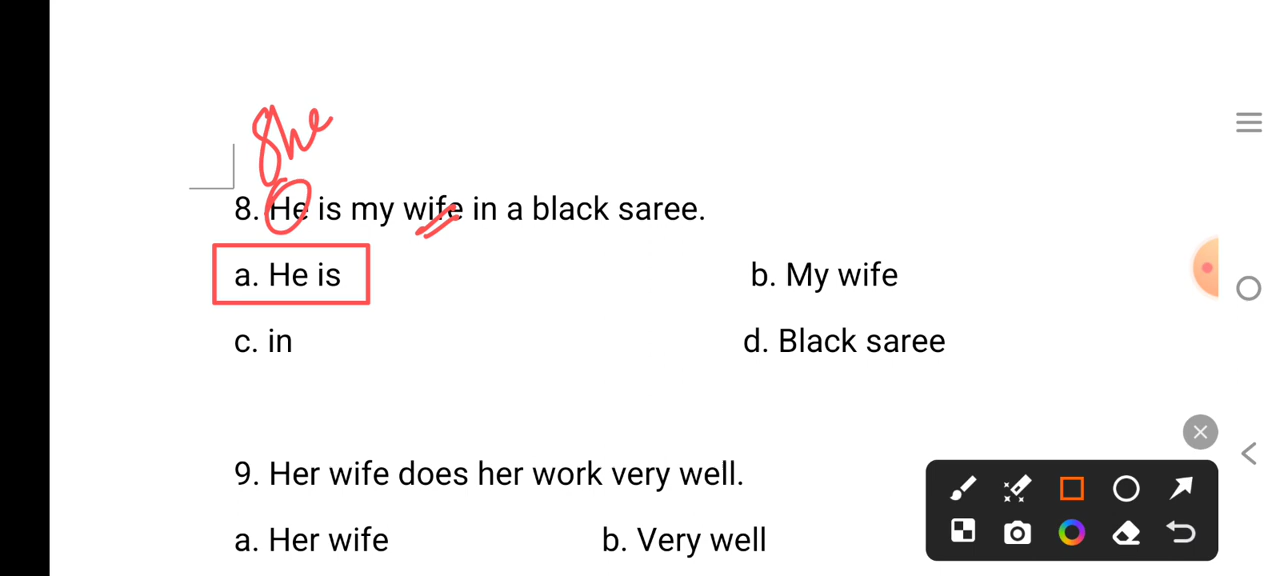 She
8. He is my wife in a black saree.
a. He is b. My wife
c. in d. Black saree
9. Her wife does her work very well.
a. Her wife b. Very well